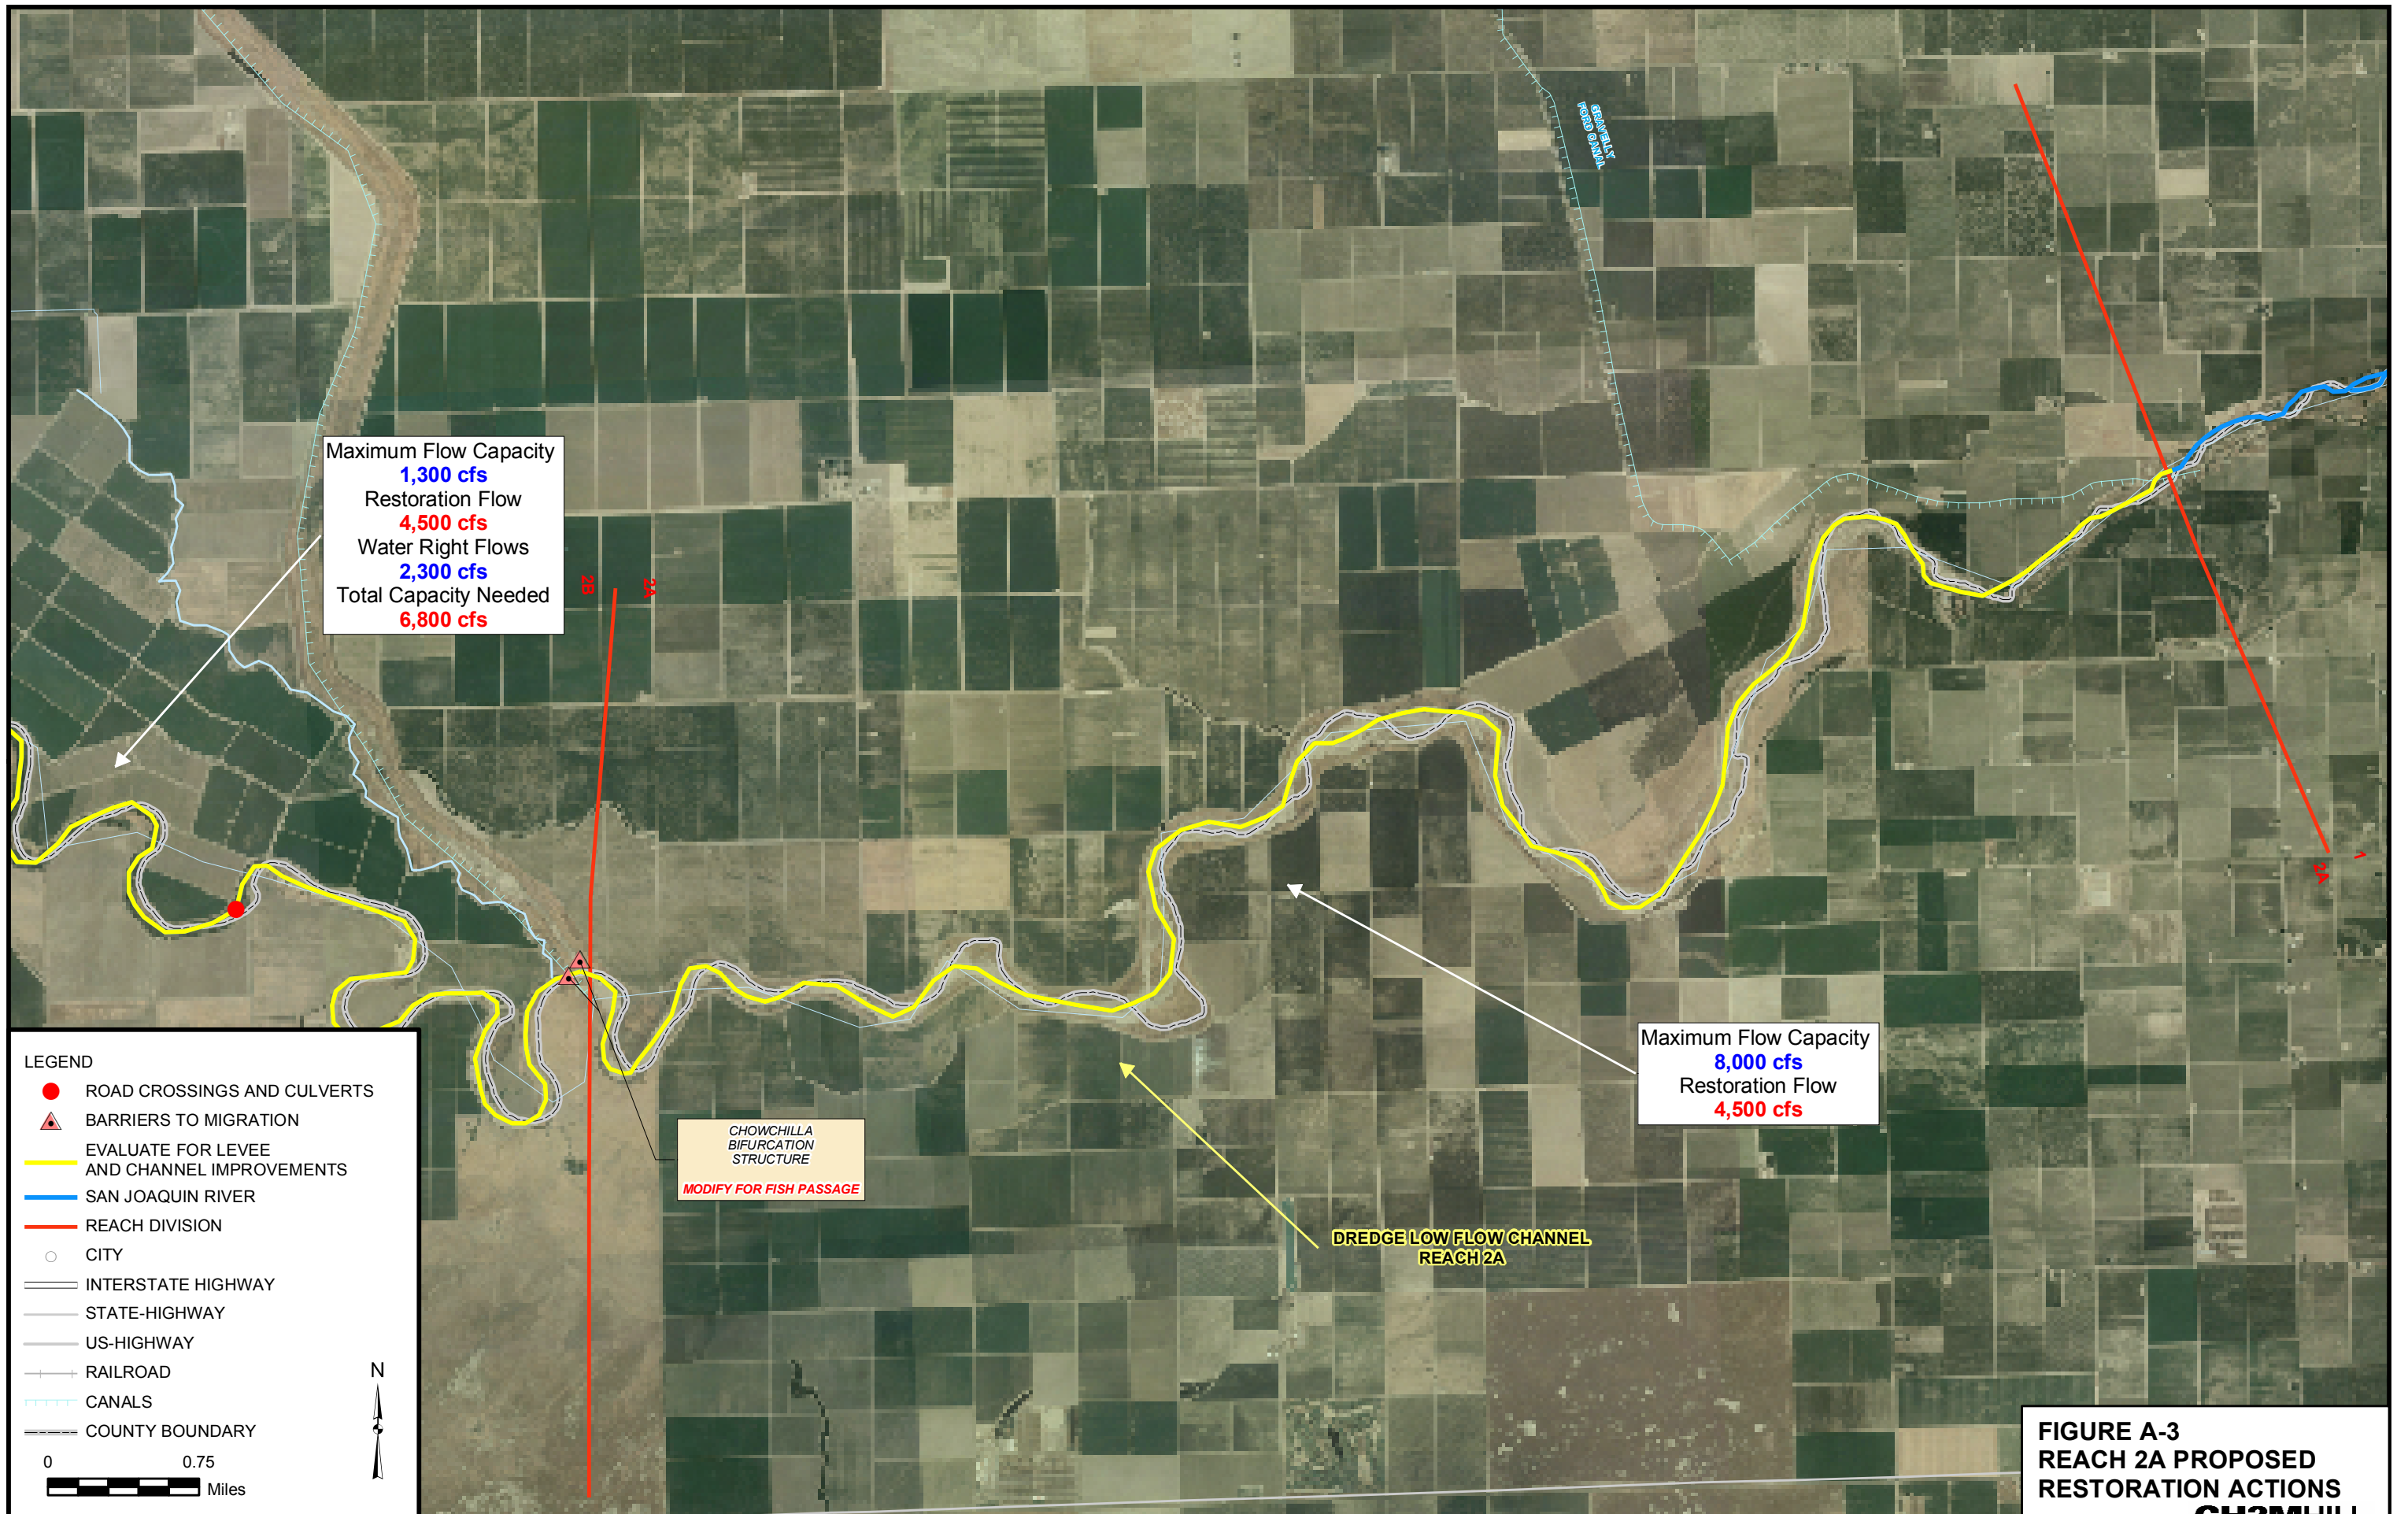 GRAVELLY
FORD CANAL
Maximum Flow Capacity
1,300 cfs
Restoration Flow
4,500 cfs
Water Right Flows
2,300 cfs
Total Capacity Needed
6,800 cfs
2B
2A
1
2A
Maximum Flow Capacity
8,000 cfs
Restoration Flow
4,500 cfs
CHOWCHILLA
BIFURCATION
STRUCTURE
MODIFY FOR FISH PASSAGE
DREDGE LOW FLOW CHANNEL
REACH 2A
LEGEND
ROAD CROSSINGS AND CULVERTS
BARRIERS TO MIGRATION
EVALUATE FOR LEVEE
AND CHANNEL IMPROVEMENTS
SAN JOAQUIN RIVER
REACH DIVISION
CITY
INTERSTATE HIGHWAY
STATE-HIGHWAY
US-HIGHWAY
RAILROAD
CANALS
COUNTY BOUNDARY
N
0 0.75
Miles
FIGURE A-3
REACH 2A PROPOSED
RESTORATION ACTIONS
CH2MHILL